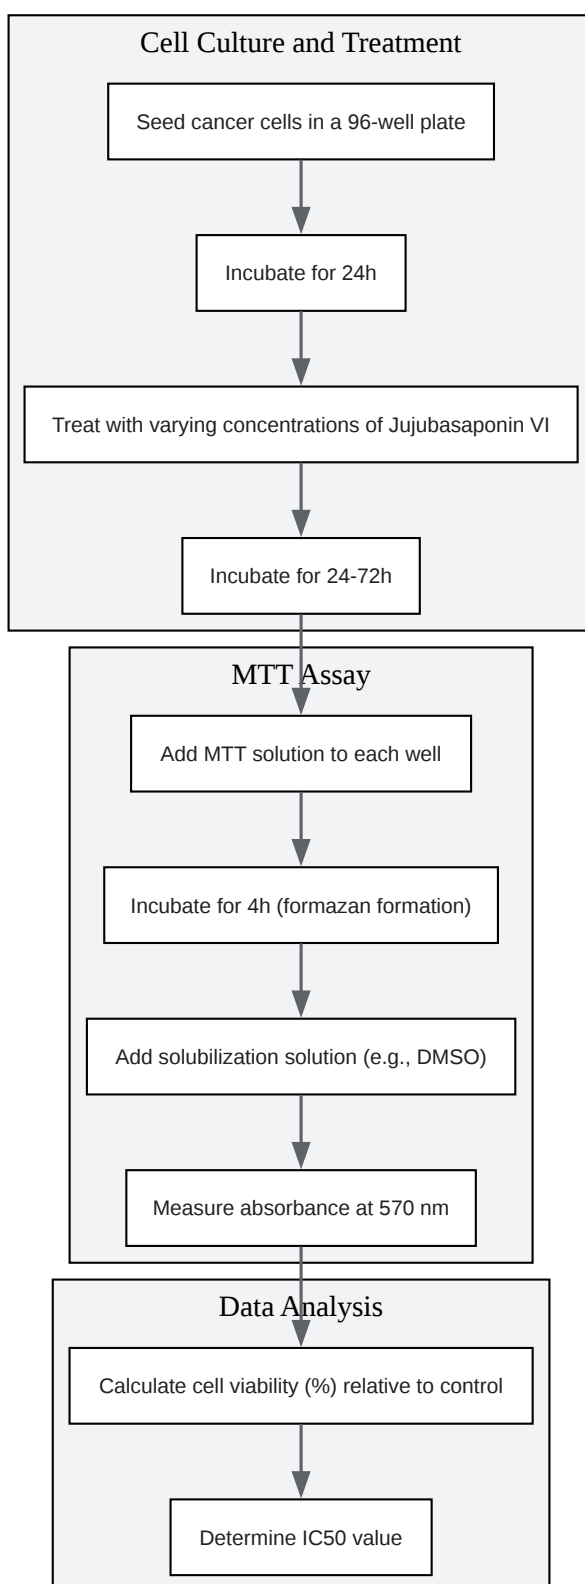 Cell Culture and Treatment
Seed cancer cells in a 96-well plate
Incubate for 24h
Treat with varying concentrations of Jujubasaponin VI
Incubate for 24-72h
MTT Assay
Add MTT solution to each well
Incubate for 4h (formazan formation)
Add solubilization solution (e.g., DMSO)
Measure absorbance at 570 nm
Data Analysis
Calculate cell viability (%) relative to control
Determine IC50 value